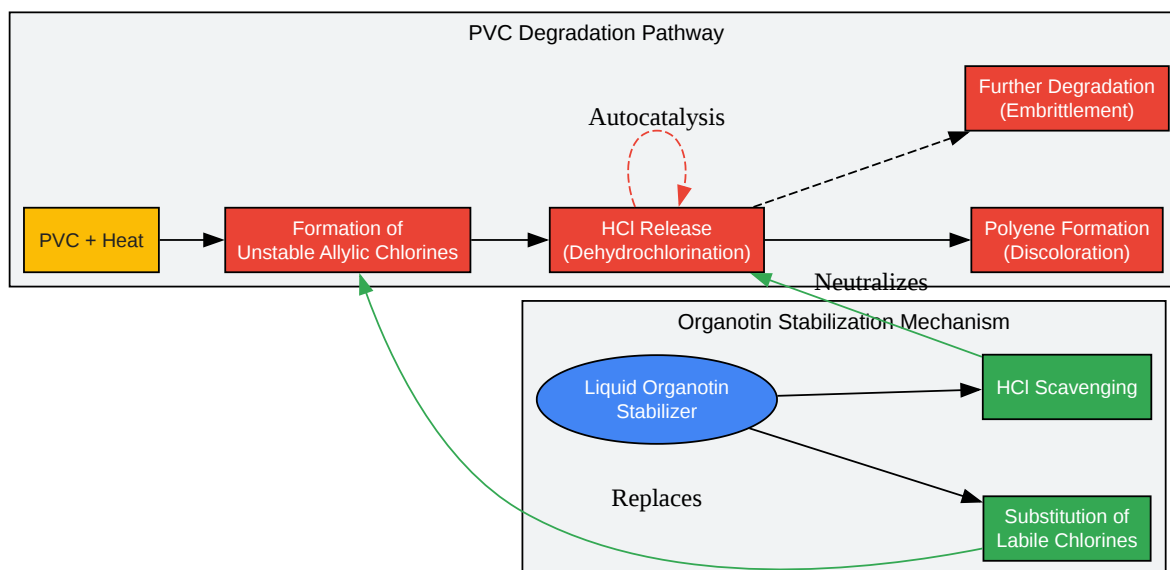 PVC Degradation Pathway
Further Degradation
(Embrittlement)
Autocatalysis
PVC + Heat
Formation of
Unstable Allylic Chlorines
HCl Release
(Dehydrochlorination)
Polyene Formation
(Discoloration)
Neutralizes
Organotin Stabilization Mechanism
Liquid Organotin
Stabilizer
HCl Scavenging
Replaces
Substitution of
Labile Chlorines